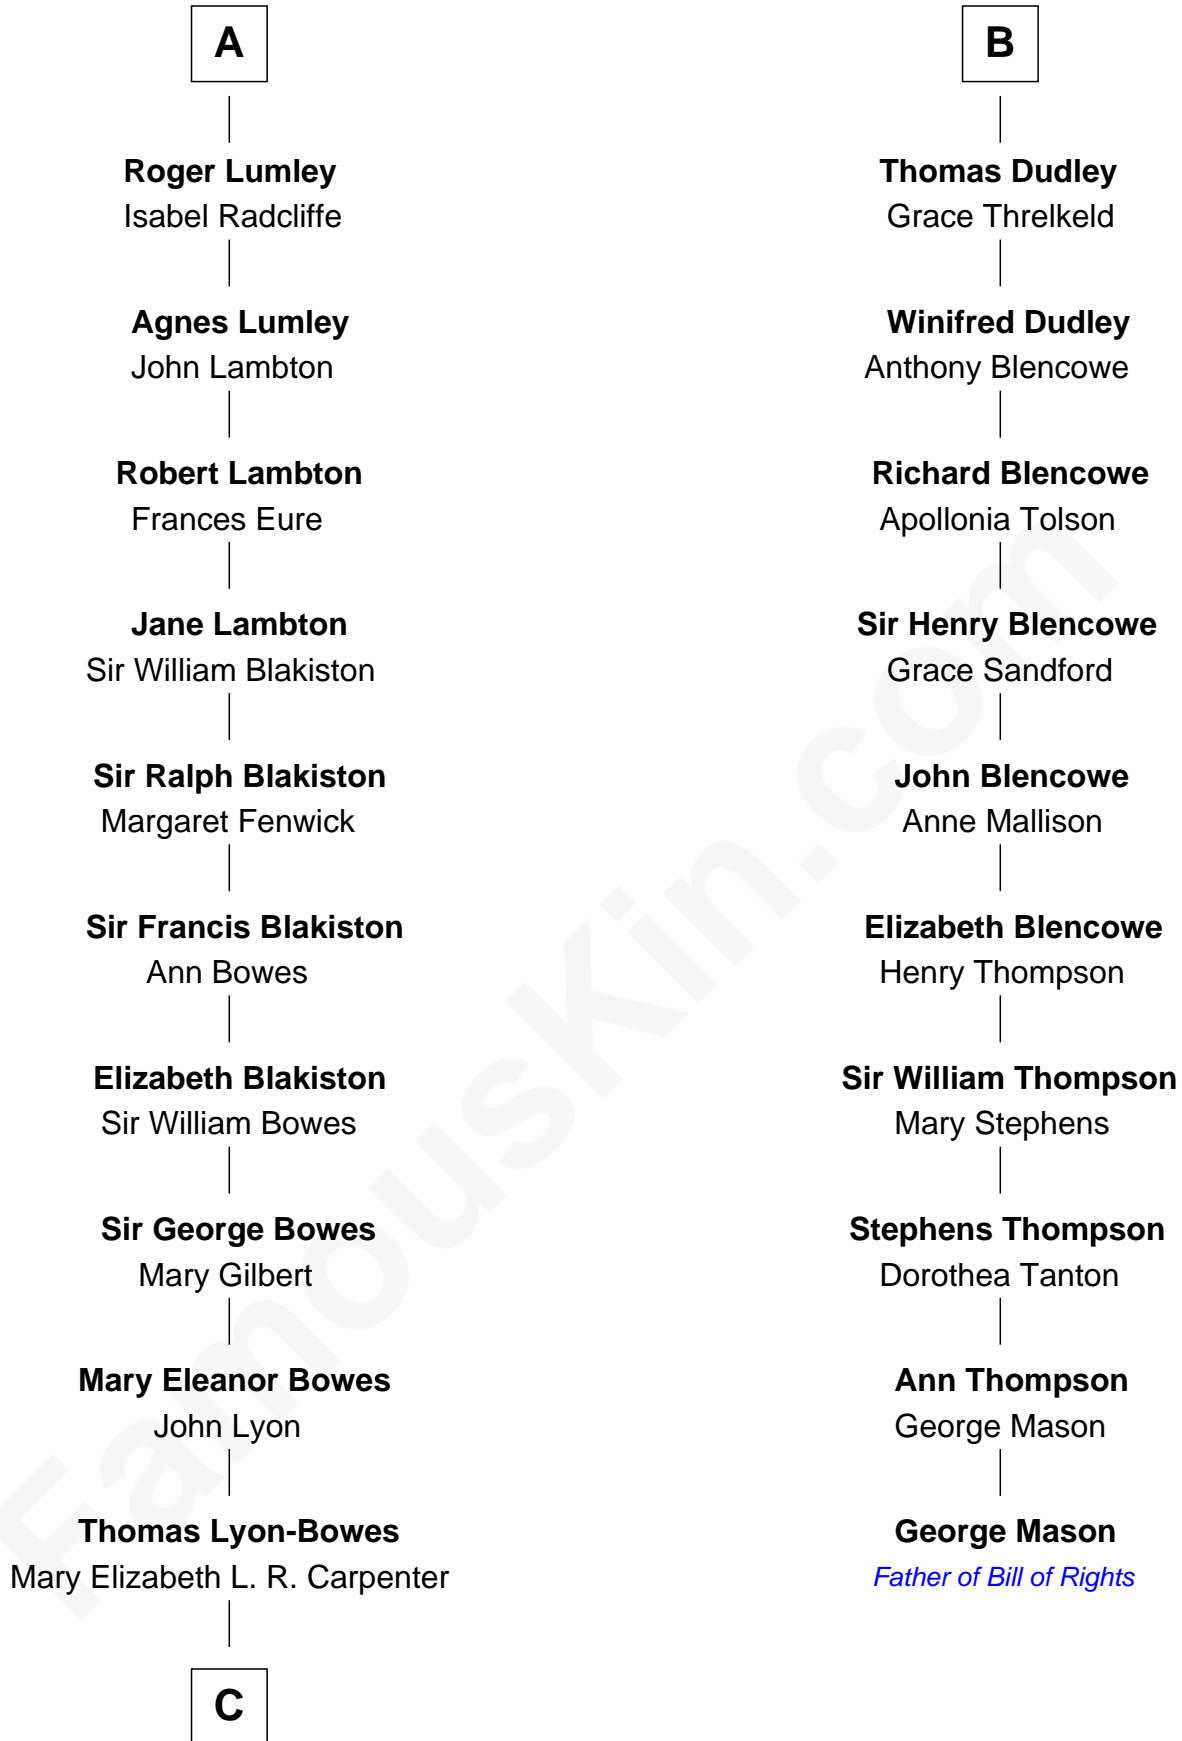 A
Roger Lumley
Isabel Radcliffe
Agnes Lumley
John Lambton
Robert Lambton
Frances Eure
Jane Lambton
Sir William Blakiston
Sir Ralph Blakiston
Margaret Fenwick
Sir Francis Blakiston
Ann Bowes
Elizabeth Blakiston
Sir William Bowes
Sir George Bowes
Mary Gilbert
Mary Eleanor Bowes
John Lyon
Thomas Lyon-Bowes
Mary Elizabeth L. R. Carpenter
C
B
Thomas Dudley
Grace Threlkeld
Winifred Dudley
Anthony Blencowe
Richard Blencowe
Apollonia Tolson
Sir Henry Blencowe
Grace Sandford
John Blencowe
Anne Mallison
Elizabeth Blencowe
Henry Thompson
Sir William Thompson
Mary Stephens
Stephens Thompson
Dorothea Tanton
Ann Thompson
George Mason
George Mason
Father of Bill of Rights
FamousKin.com